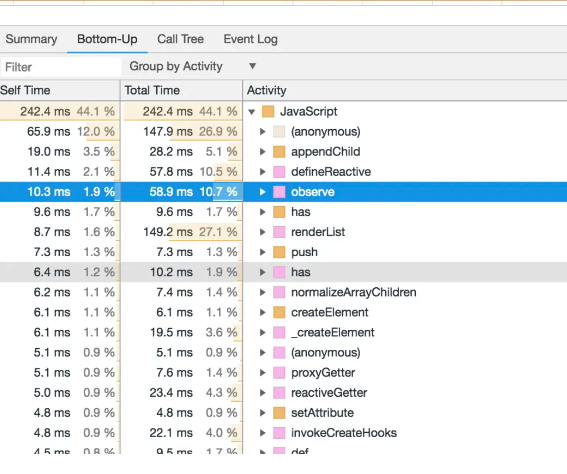 Summary Bottom-Up Call Tree Event Log
Filter Group by Activity ▼
Self Time Total Time Activity
242.4 ms 44.1 % 242.4 ms 44.1 % ▼ JavaScript
65.9 ms 12.0 % 147.9 ms 26.9 % ▶ (anonymous)
19.0 ms 3.5 % 28.2 ms 5.1 % ▶ appendChild
11.4 ms 2.1 % 57.8 ms 10.5 % ▶ defineReactive
10.3 ms 1.9 % 58.9 ms 10.7 % ▶ observe
9.6 ms 1.7 % 9.6 ms 1.7 % ▶ has
8.7 ms 1.6 % 149.2 ms 27.1 % ▶ renderList
7.3 ms 1.3 % 7.3 ms 1.3 % ▶ push
6.4 ms 1.2 % 10.2 ms 1.9 % ▶ has
6.2 ms 1.1 % 7.4 ms 1.4 % ▶ normalizeArrayChildren
6.1 ms 1.1 % 6.1 ms 1.1 % ▶ createElement
6.1 ms 1.1 % 19.5 ms 3.6 % ▶ _createElement
5.1 ms 0.9 % 5.1 ms 0.9 % ▶ (anonymous)
5.1 ms 0.9 % 7.6 ms 1.4 % ▶ proxyGetter
5.0 ms 0.9 % 23.4 ms 4.3 % ▶ reactiveGetter
4.8 ms 0.9 % 4.8 ms 0.9 % ▶ setAttribute
4.8 ms 0.9 % 22.1 ms 4.0 % ▶ invokeCreateHooks
4.5 ms 0.8 % 9.5 ms 1.7 % ▶ def